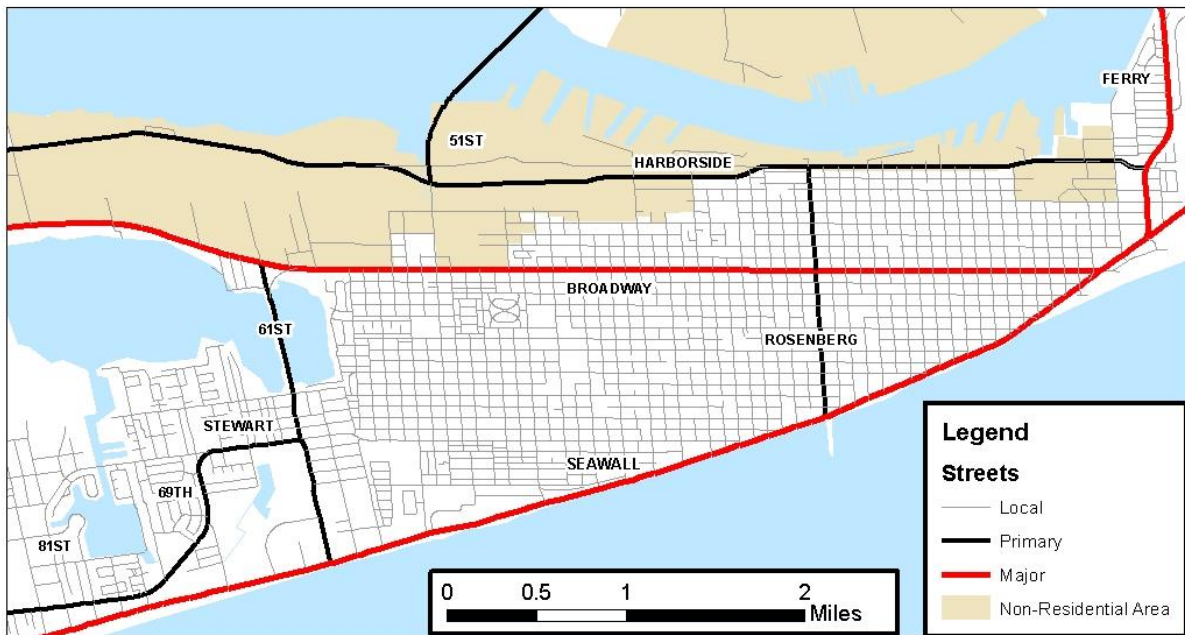 FERRY
51ST
HARBORSIDE
BROADWAY
61ST
ROSENBERG
STEWART
SEAWALL
69TH
81ST
0 0.5 1 2
Miles
Legend
Streets
Local
Primary
Major
Non-Residential Area